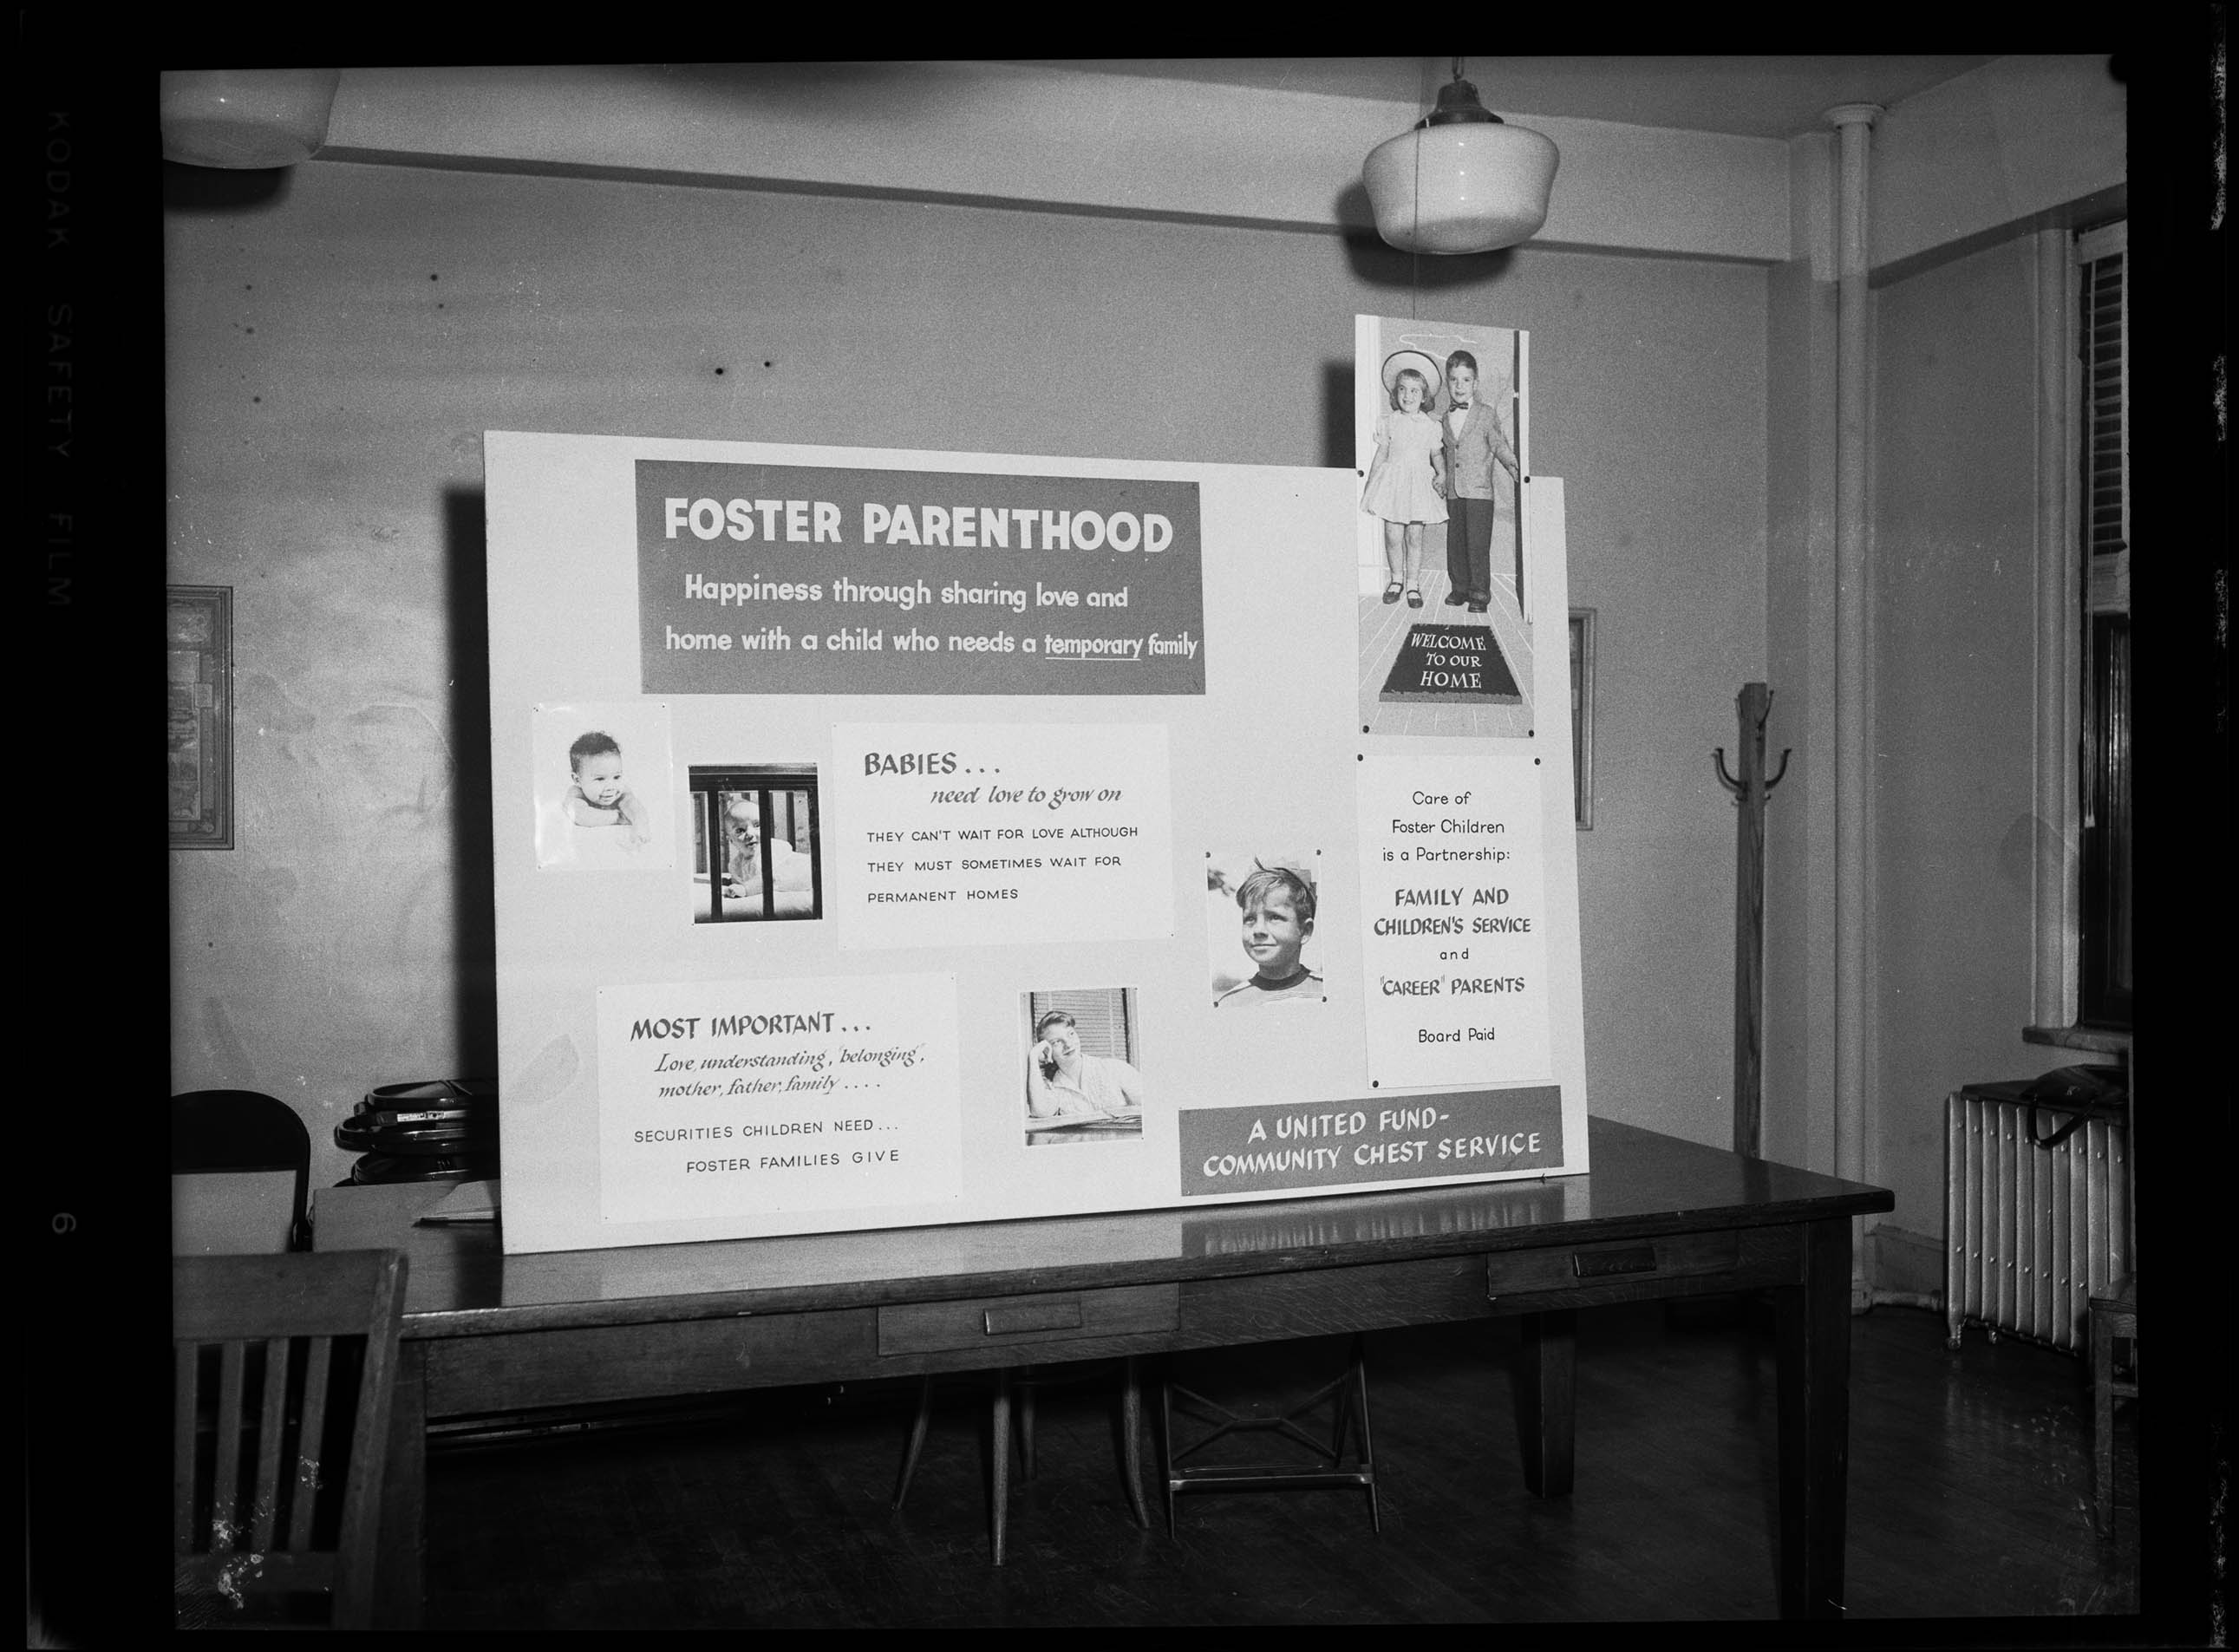 KODAK SAFETY FILM
6
FOSTER PARENTHOOD
Happiness through sharing love and
home with a child who needs a temporary family
WELCOME
TO OUR
HOME
BABIES...
need love to grow on
THEY CAN'T WAIT FOR LOVE ALTHOUGH
THEY MUST SOMETIMES WAIT FOR
PERMANENT HOMES
Care of
Foster Children
is a Partnership:
FAMILY AND
CHILDREN'S SERVICE
and
"CAREER" PARENTS
Board Paid
MOST IMPORTANT...
Love, understanding, "belonging",
mother, father, family....
SECURITIES CHILDREN NEED...
FOSTER FAMILIES GIVE
A UNITED FUND-
COMMUNITY CHEST SERVICE